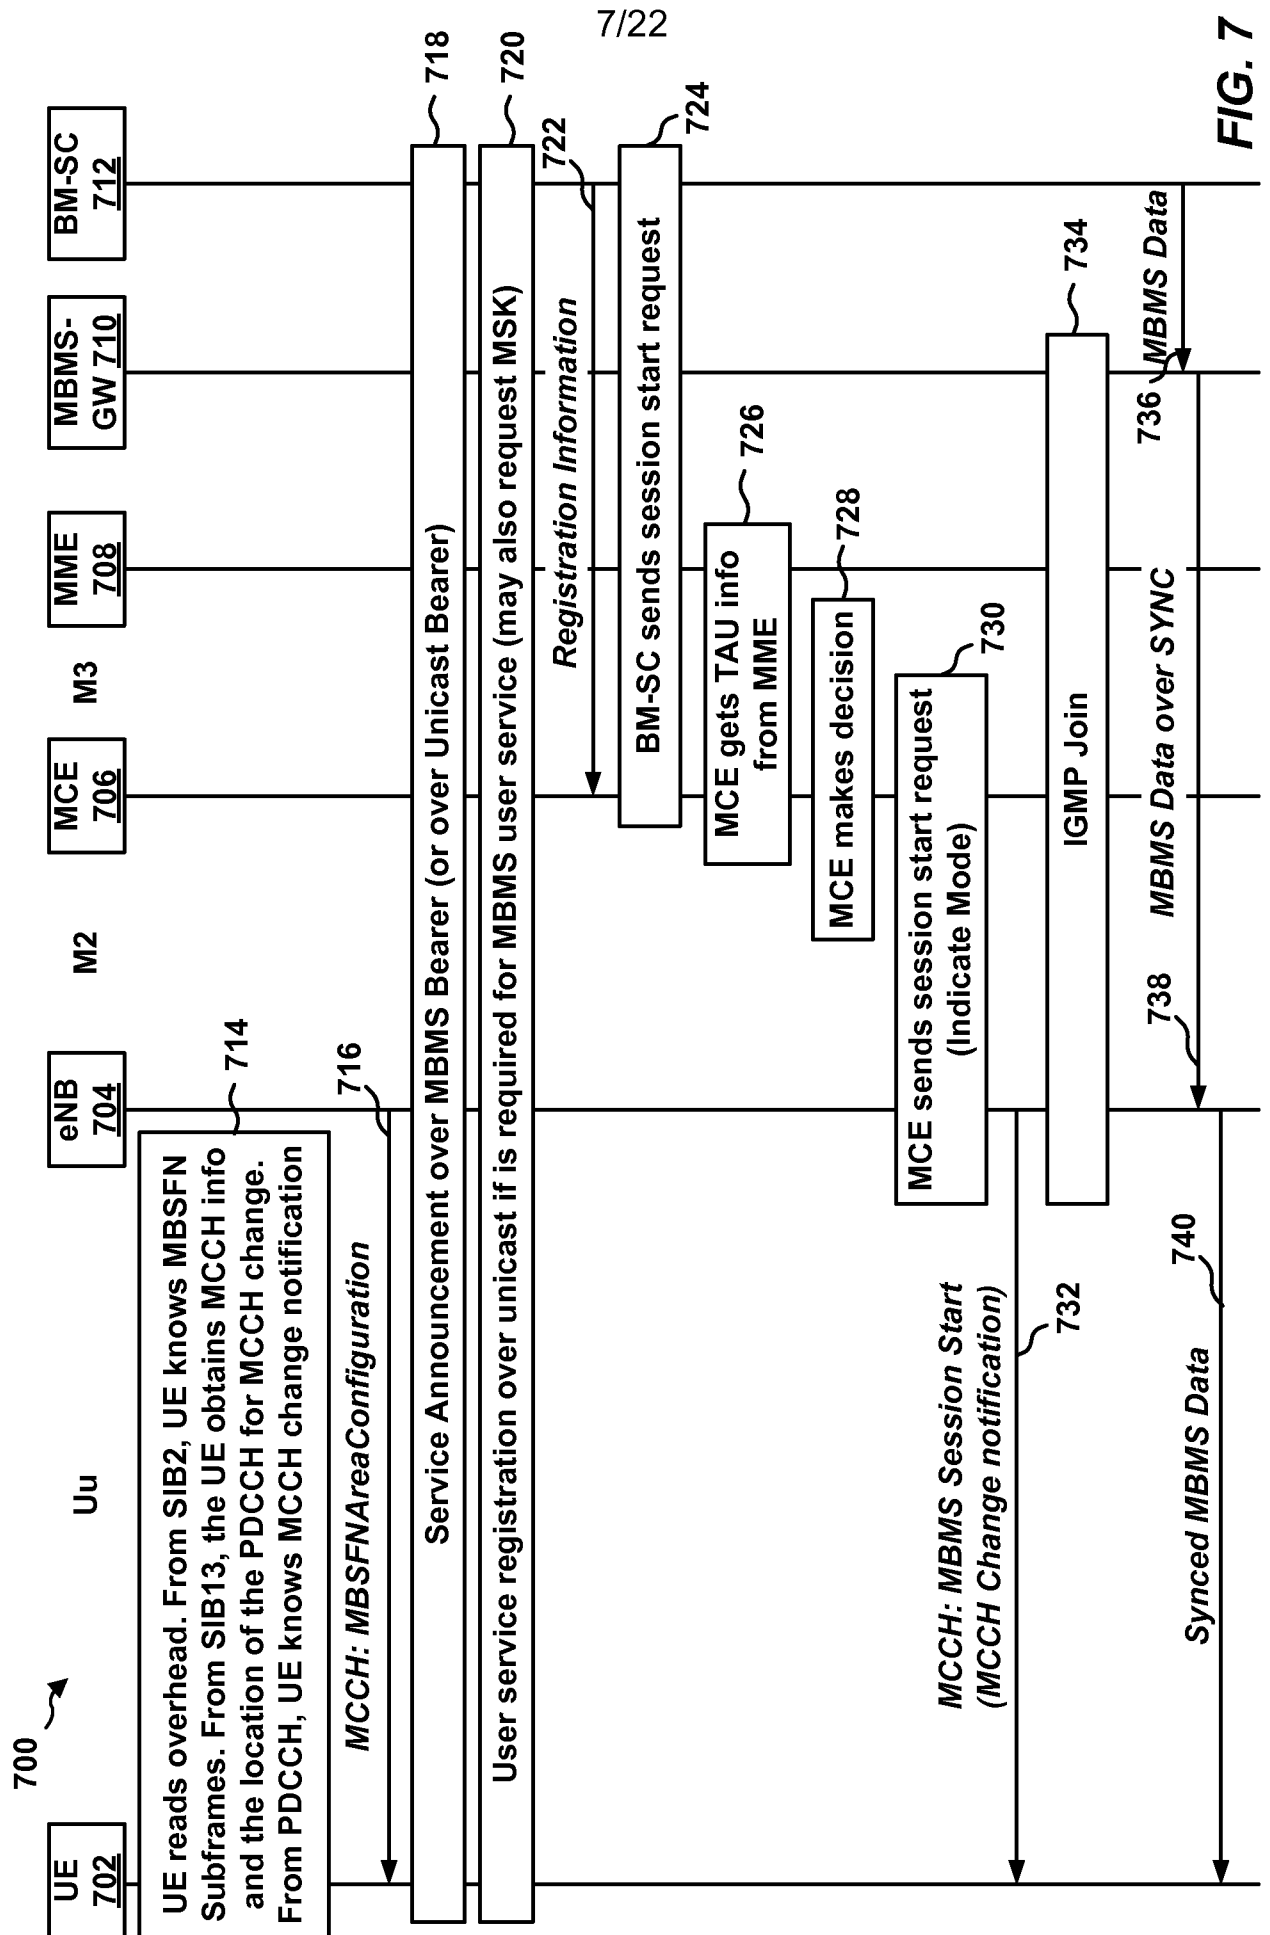 7/22
700
UE
702
Uu
eNB
704
M2
MCE
706
M3
MME
708
MBMS-
GW 710
BM-SC
712
UE reads overhead. From SIB2, UE knows MBSFN
Subframes. From SIB13, the UE obtains MCCH info
and the location of the PDCCH for MCCH change.
From PDCCH, UE knows MCCH change notification
714
MCCH: MBSFNAreaConfiguration
716
Service Announcement over MBMS Bearer (or over Unicast Bearer)
718
User service registration over unicast if is required for MBMS user service (may also request MSK)
720
Registration Information
722
BM-SC sends session start request
724
MCE gets TAU info
from MME
726
MCE makes decision
728
MCE sends session start request
(Indicate Mode)
730
MCCH: MBMS Session Start
(MCCH Change notification)
732
IGMP Join
734
MBMS Data
736
MBMS Data over SYNC
738
Synced MBMS Data
740
FIG. 7